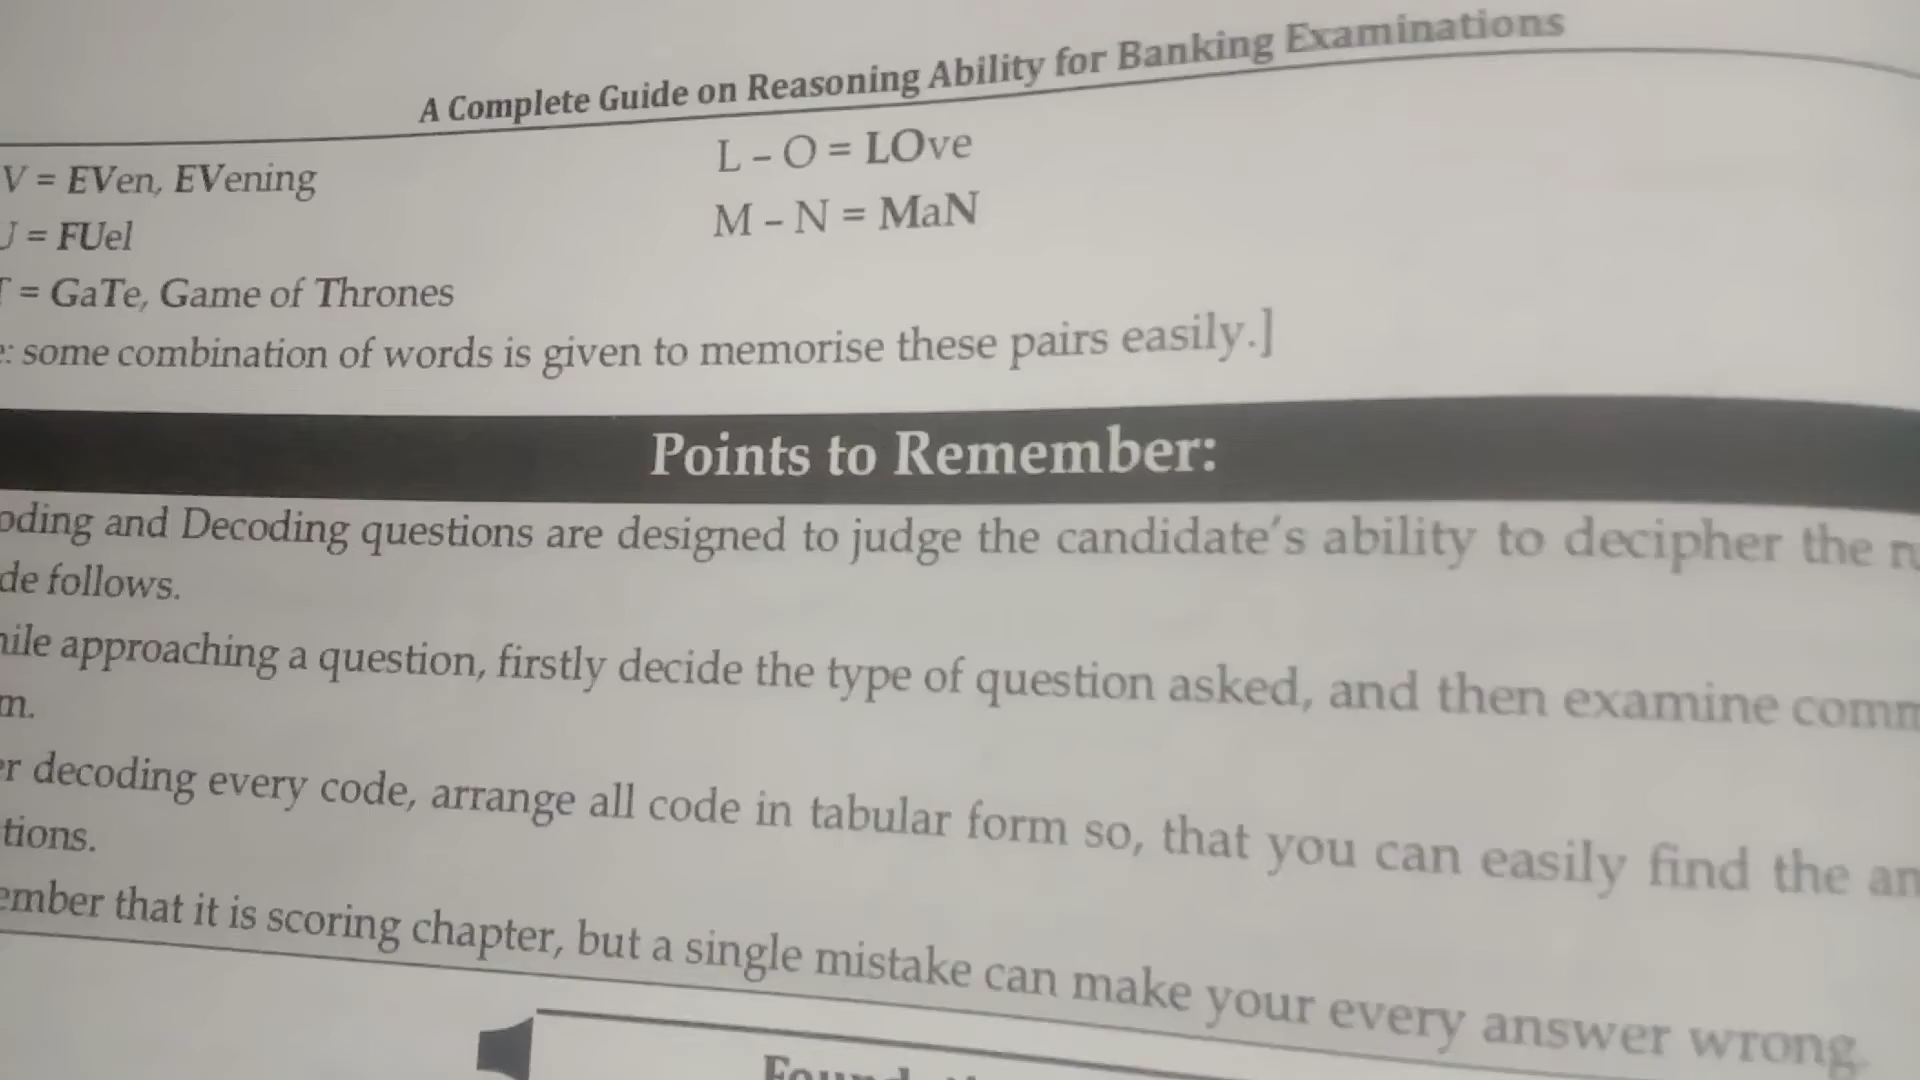 A Complete Guide on Reasoning Ability for Banking Examinations
V = EVen, EVening
L – O = LOve
= FUel
M – N = MaN
= GaTe, Game of Thrones
: some combination of words is given to memorise these pairs easily.]
Points to Remember:
oding and Decoding questions are designed to judge the candidate's ability to decipher the
de follows.
approaching a question, firstly decide the type of question asked, and then examine
m.
decoding every code, arrange all code in tabular form so, that you can easily find the
tions.
ember that it is scoring chapter, but a single mistake can make your every answer wrong